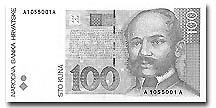 A1055001A
NARODNA BANKA HRVATSKE
STO KUNA
100
100
A 1055001 A